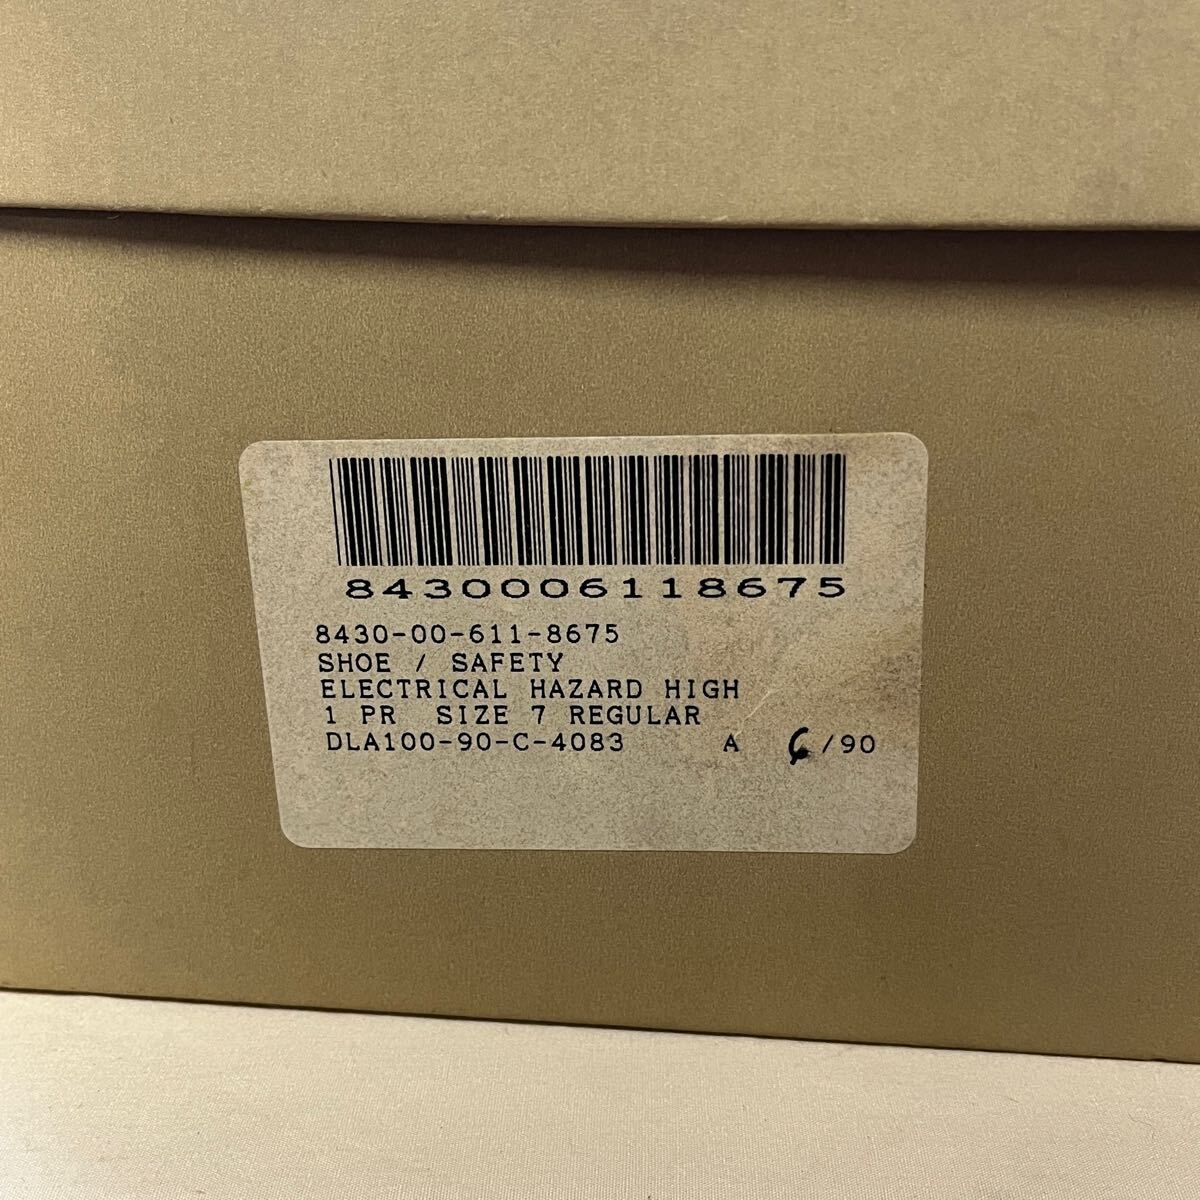 8430006118675
8430-00-611-8675
SHOE / SAFETY
ELECTRICAL HAZARD HIGH
1 PR SIZE 7 REGULAR
DLA100-90-C-4083 A 6/90